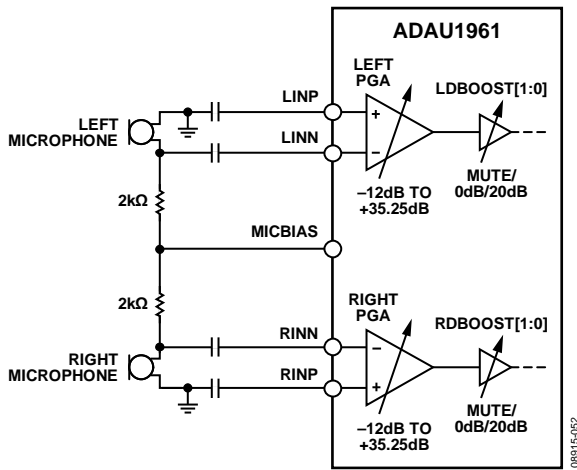 ADAU1961
LEFT
PGA
LDBOOST[1:0]
LINP
LEFT
MICROPHONE
+
LINN
–
MUTE/
0dB/20dB
2kΩ
–12dB TO
+35.25dB
MICBIAS
2kΩ
RIGHT
PGA
RDBOOST[1:0]
RINN
–
RIGHT
MICROPHONE
RINP
+
MUTE/
0dB/20dB
–12dB TO
+35.25dB
08915-052